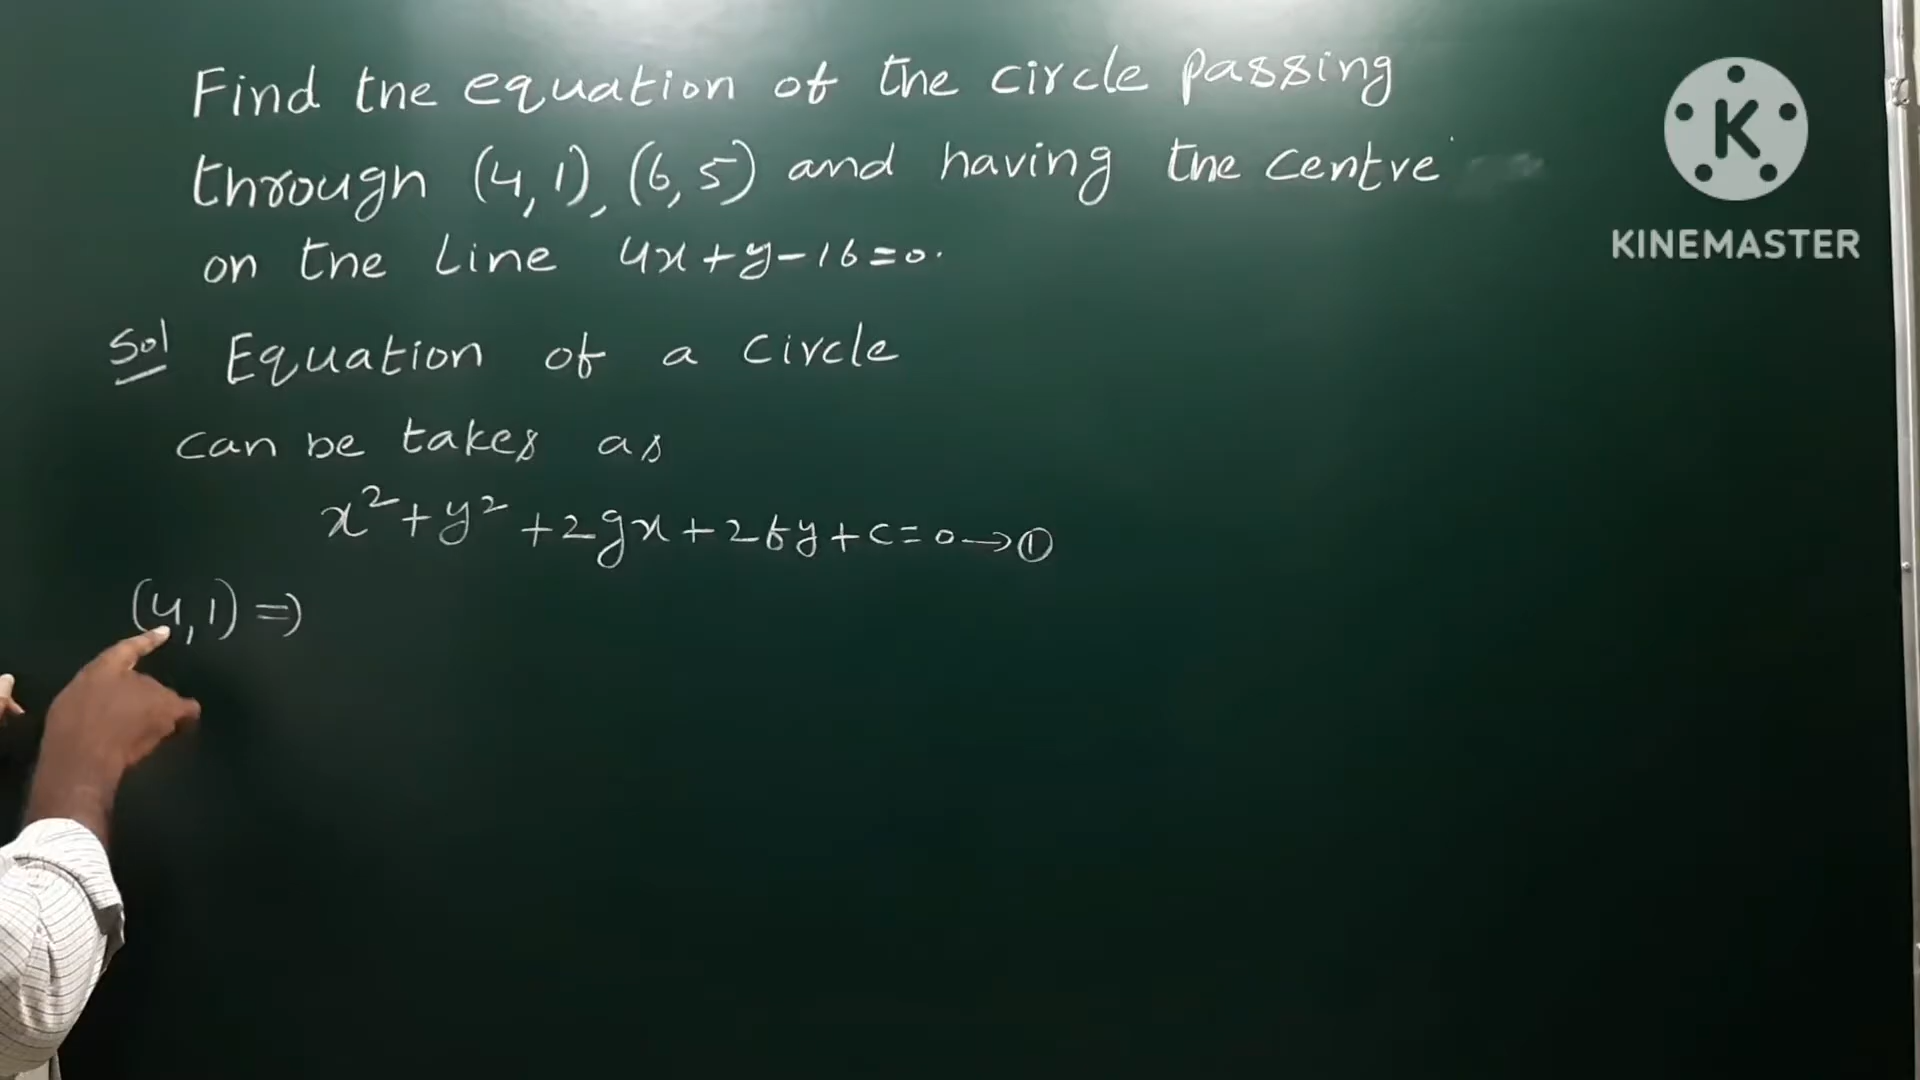 Find the equation of the circle passing
through (4, 1), (6, 5) and having the centre
on the Line 4x + y - 16 = 0.
Sol Equation of a circle
can be takes as
x² + y² + 2gx + 2fy + c = 0 → ①
(4, 1) ⇒
K
KINEMASTER